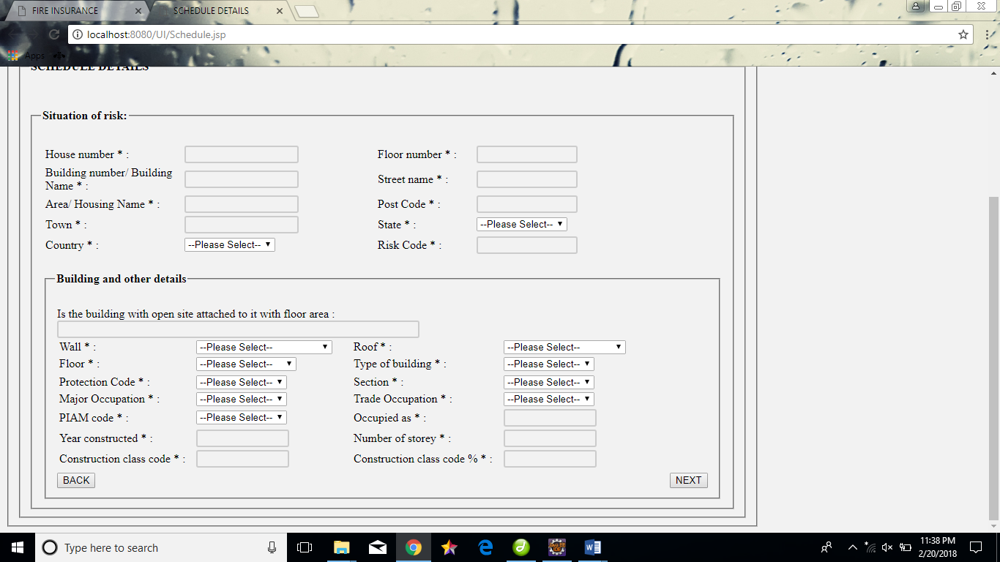 FIRE INSURANCE
SCHEDULE DETAILS
localhost:8080/UI/Schedule.jsp
Apps
SCHEDULE DETAILS
Situation of risk:
House number * :
Floor number * :
Building number/ Building
Name * :
Street name * :
Area/ Housing Name * :
Post Code * :
Town * :
State * : --Please Select--
Country * : --Please Select--
Risk Code * :
Building and other details
Is the building with open site attached to it with floor area :
Wall * : --Please Select--
Roof * : --Please Select--
Floor * : --Please Select--
Type of building * : --Please Select--
Protection Code * : --Please Select--
Section * : --Please Select--
Major Occupation * : --Please Select--
Trade Occupation * : --Please Select--
PIAM code * : --Please Select--
Occupied as * :
Year constructed * :
Number of storey * :
Construction class code * :
Construction class code % * :
BACK
NEXT
Type here to search
11:38 PM
2/20/2018